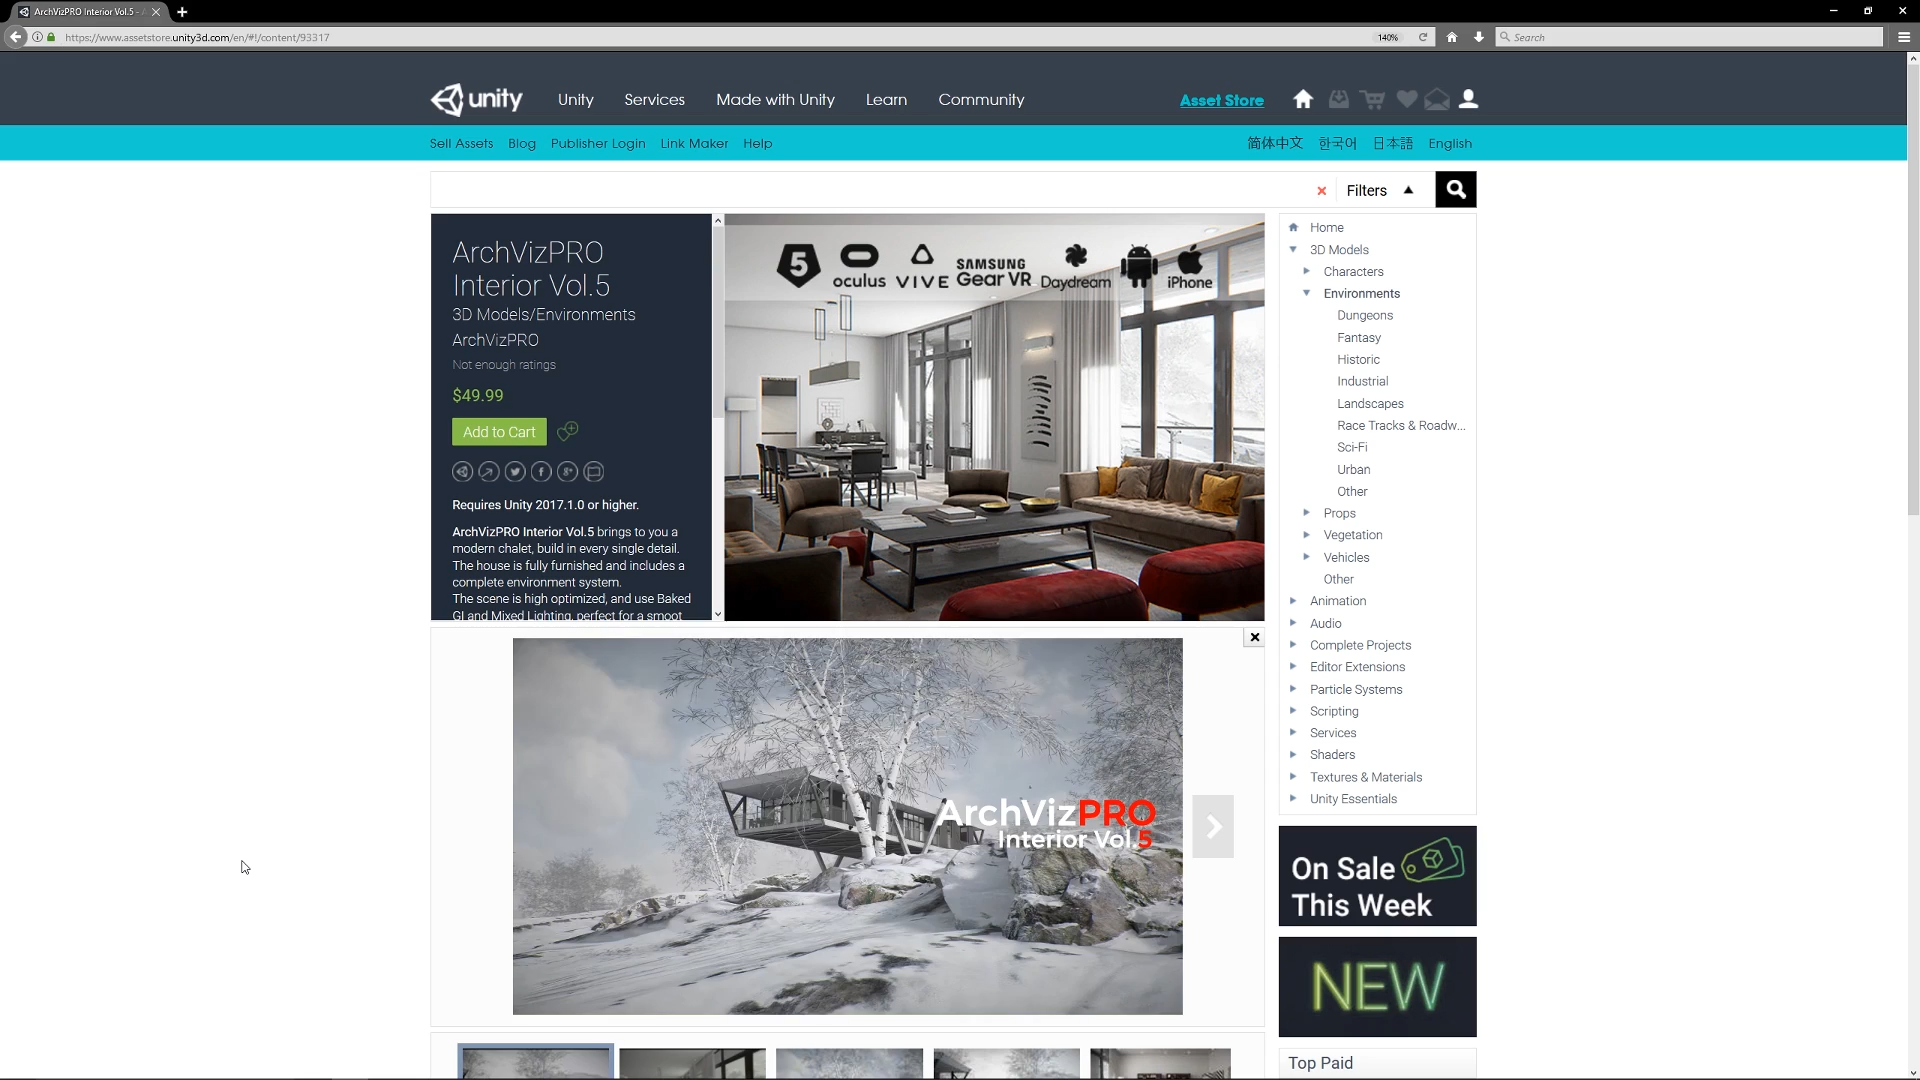 ArchVizPRO Interior Vol.5 -
https://www.assetstore.unity3d.com/en/#!/content/93317
140%
Search
unity
Unity
Services
Made with Unity
Learn
Community
Asset Store
Sell Assets
Blog
Publisher Login
Link Maker
Help
简体中文
한국어
日本語
English
Filters
ArchVizPRO
Interior Vol.5
3D Models/Environments
ArchVizPRO
Not enough ratings
$49.99
Add to Cart
Requires Unity 2017.1.0 or higher.
ArchVizPRO Interior Vol.5 brings to you a
modern chalet, build in every single detail.
The house is fully furnished and includes a
complete environment system.
The scene is high optimized, and use Baked
GI and Mixed Lighting, perfect for a smoot
5
oculus
VIVE
SAMSUNG
Gear VR
Daydream
iPhone
ArchVizPRO
Interior Vol.5
Home
3D Models
Characters
Environments
Dungeons
Fantasy
Historic
Industrial
Landscapes
Race Tracks & Roadw...
Sci-Fi
Urban
Other
Props
Vegetation
Vehicles
Other
Animation
Audio
Complete Projects
Editor Extensions
Particle Systems
Scripting
Services
Shaders
Textures & Materials
Unity Essentials
On Sale
This Week
NEW
Top Paid